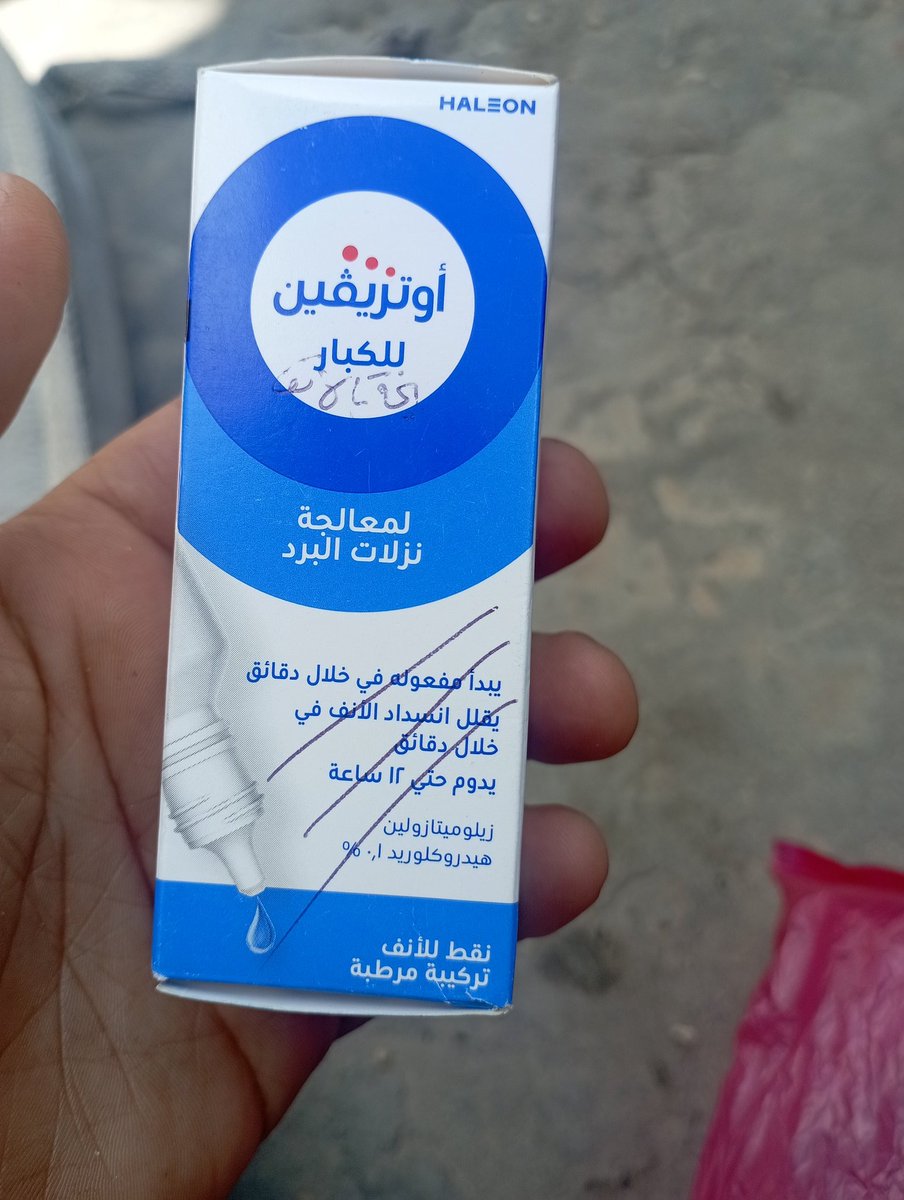 HALEON
أوتريڤين
للكبار
لمعالجة
نزلات البرد
يبدأ مفعوله في خلال دقائق
يقلل انسداد الأنف في
خلال دقائق
يدوم حتي ١٢ ساعة
زيلوميتازولين
هيدروكلوريد ٠,١ %
نقط للأنف
تركيبة مرطبة